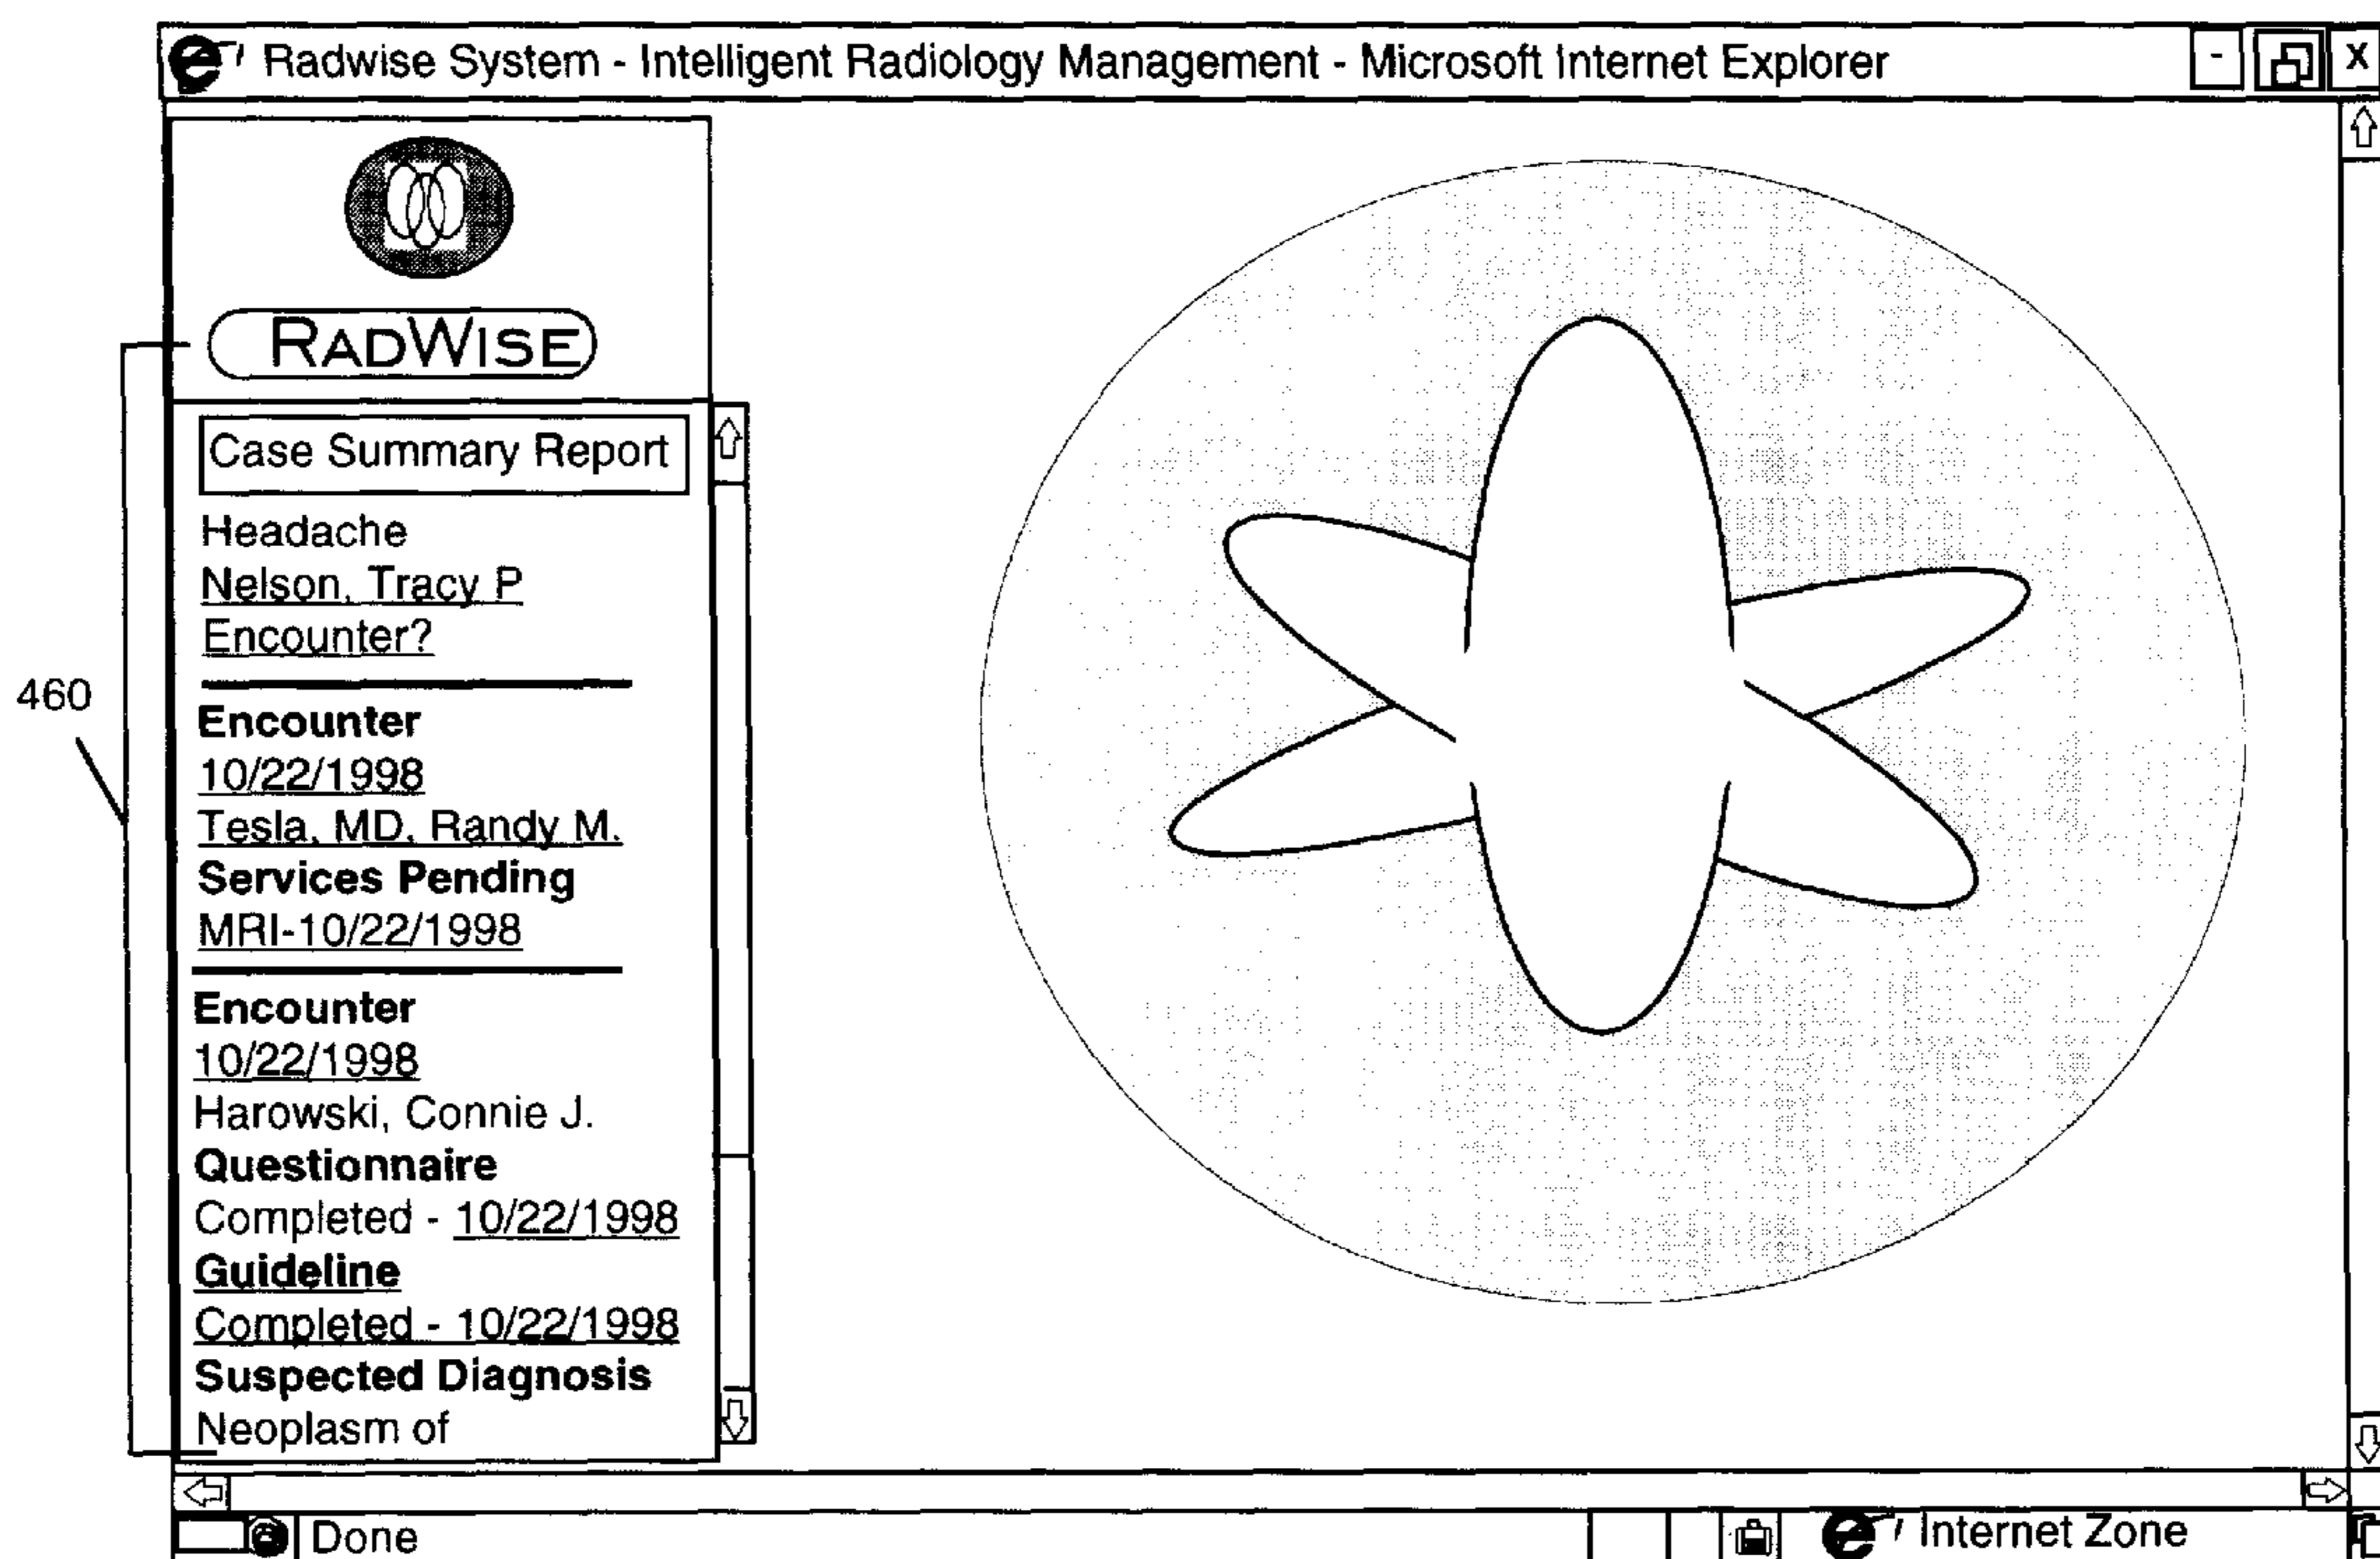 Radwise System - Intelligent Radiology Management - Microsoft Internet Explorer
- X
RADWISE
Case Summary Report
Headache
Nelson, Tracy P
Encounter?
460
Encounter
10/22/1998
Tesla, MD, Randy M.
Services Pending
MRI-10/22/1998
Encounter
10/22/1998
Harowski, Connie J.
Questionnaire
Completed - 10/22/1998
Guideline
Completed - 10/22/1998
Suspected Diagnosis
Neoplasm of
Done
Internet Zone